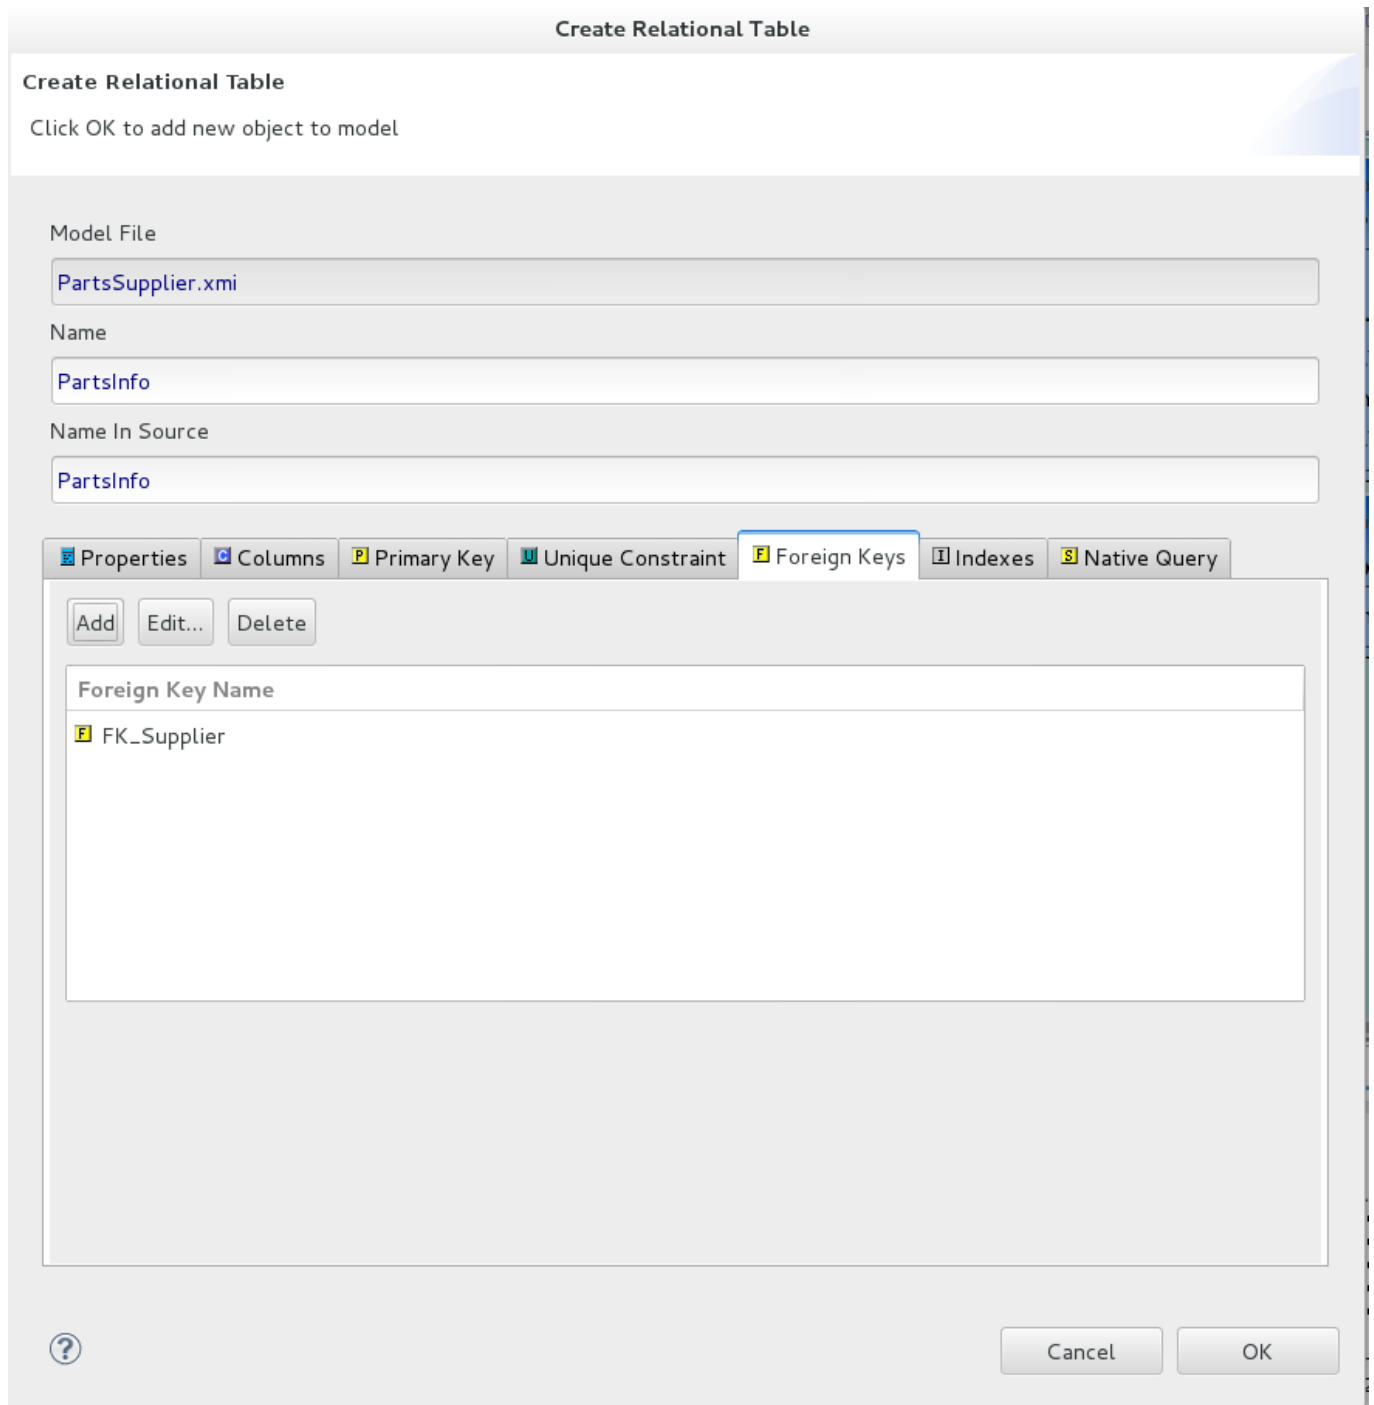 Create Relational Table
Create Relational Table
Click OK to add new object to model
Model File
PartsSupplier.xmi
Name
PartsInfo
Name In Source
PartsInfo
Properties C Columns P Primary Key U Unique Constraint F Foreign Keys I Indexes S Native Query
Add Edit... Delete
Foreign Key Name
F FK_Supplier
? Cancel OK